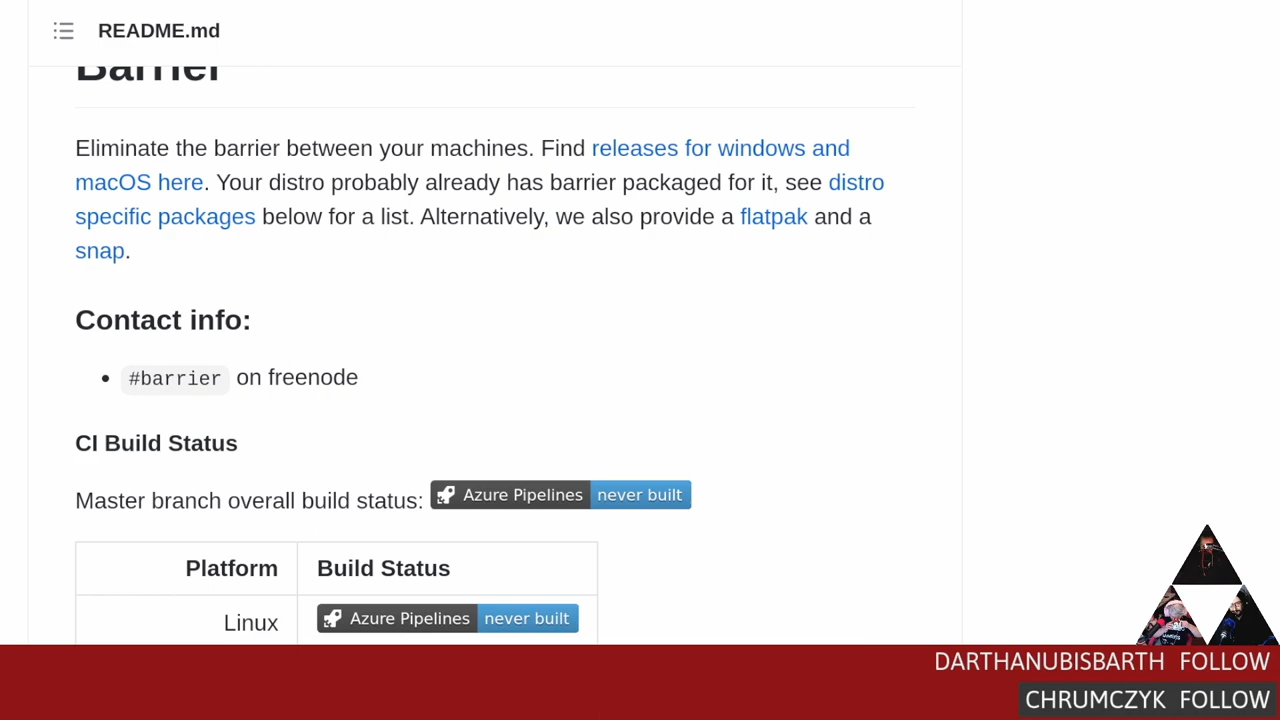 README.md
Barrier
Eliminate the barrier between your machines. Find releases for windows and
macOS here. Your distro probably already has barrier packaged for it, see distro
specific packages below for a list. Alternatively, we also provide a flatpak and a
snap.
Contact info:
#barrier on freenode
CI Build Status
Master branch overall build status: Azure Pipelines never built
Platform Build Status
Linux Azure Pipelines never built
DARTHANUBISBARTH FOLLOW
CHRUMCZYK FOLLOW